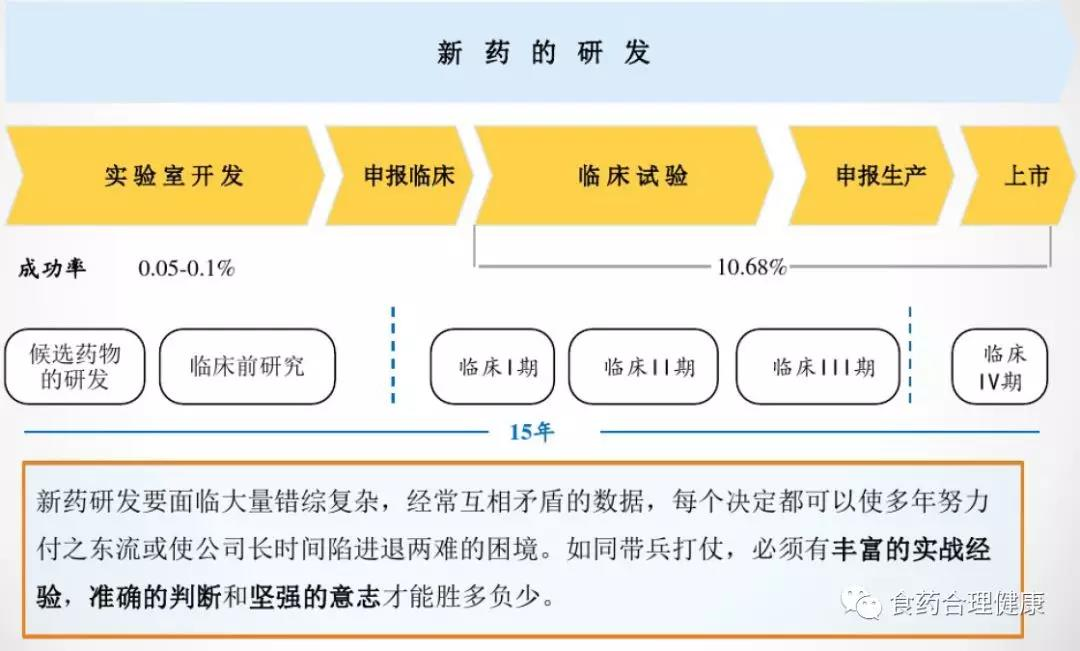 新药的研发
实验室开发
申报临床
临床试验
申报生产
上市
成功率
0.05-0.1%
10.68%
候选药物
的研发
临床前研究
临床I期
临床II期
临床III期
临床
IV期
15年
新药研发要面临大量错综复杂，经常互相矛盾的数据，每个决定都可以使多年努力
付之东流或使公司长时间陷进退两难的困境。如同带兵打仗，必须有丰富的实战经
验，准确的判断和坚强的意志才能胜多负少。
食药合理健康